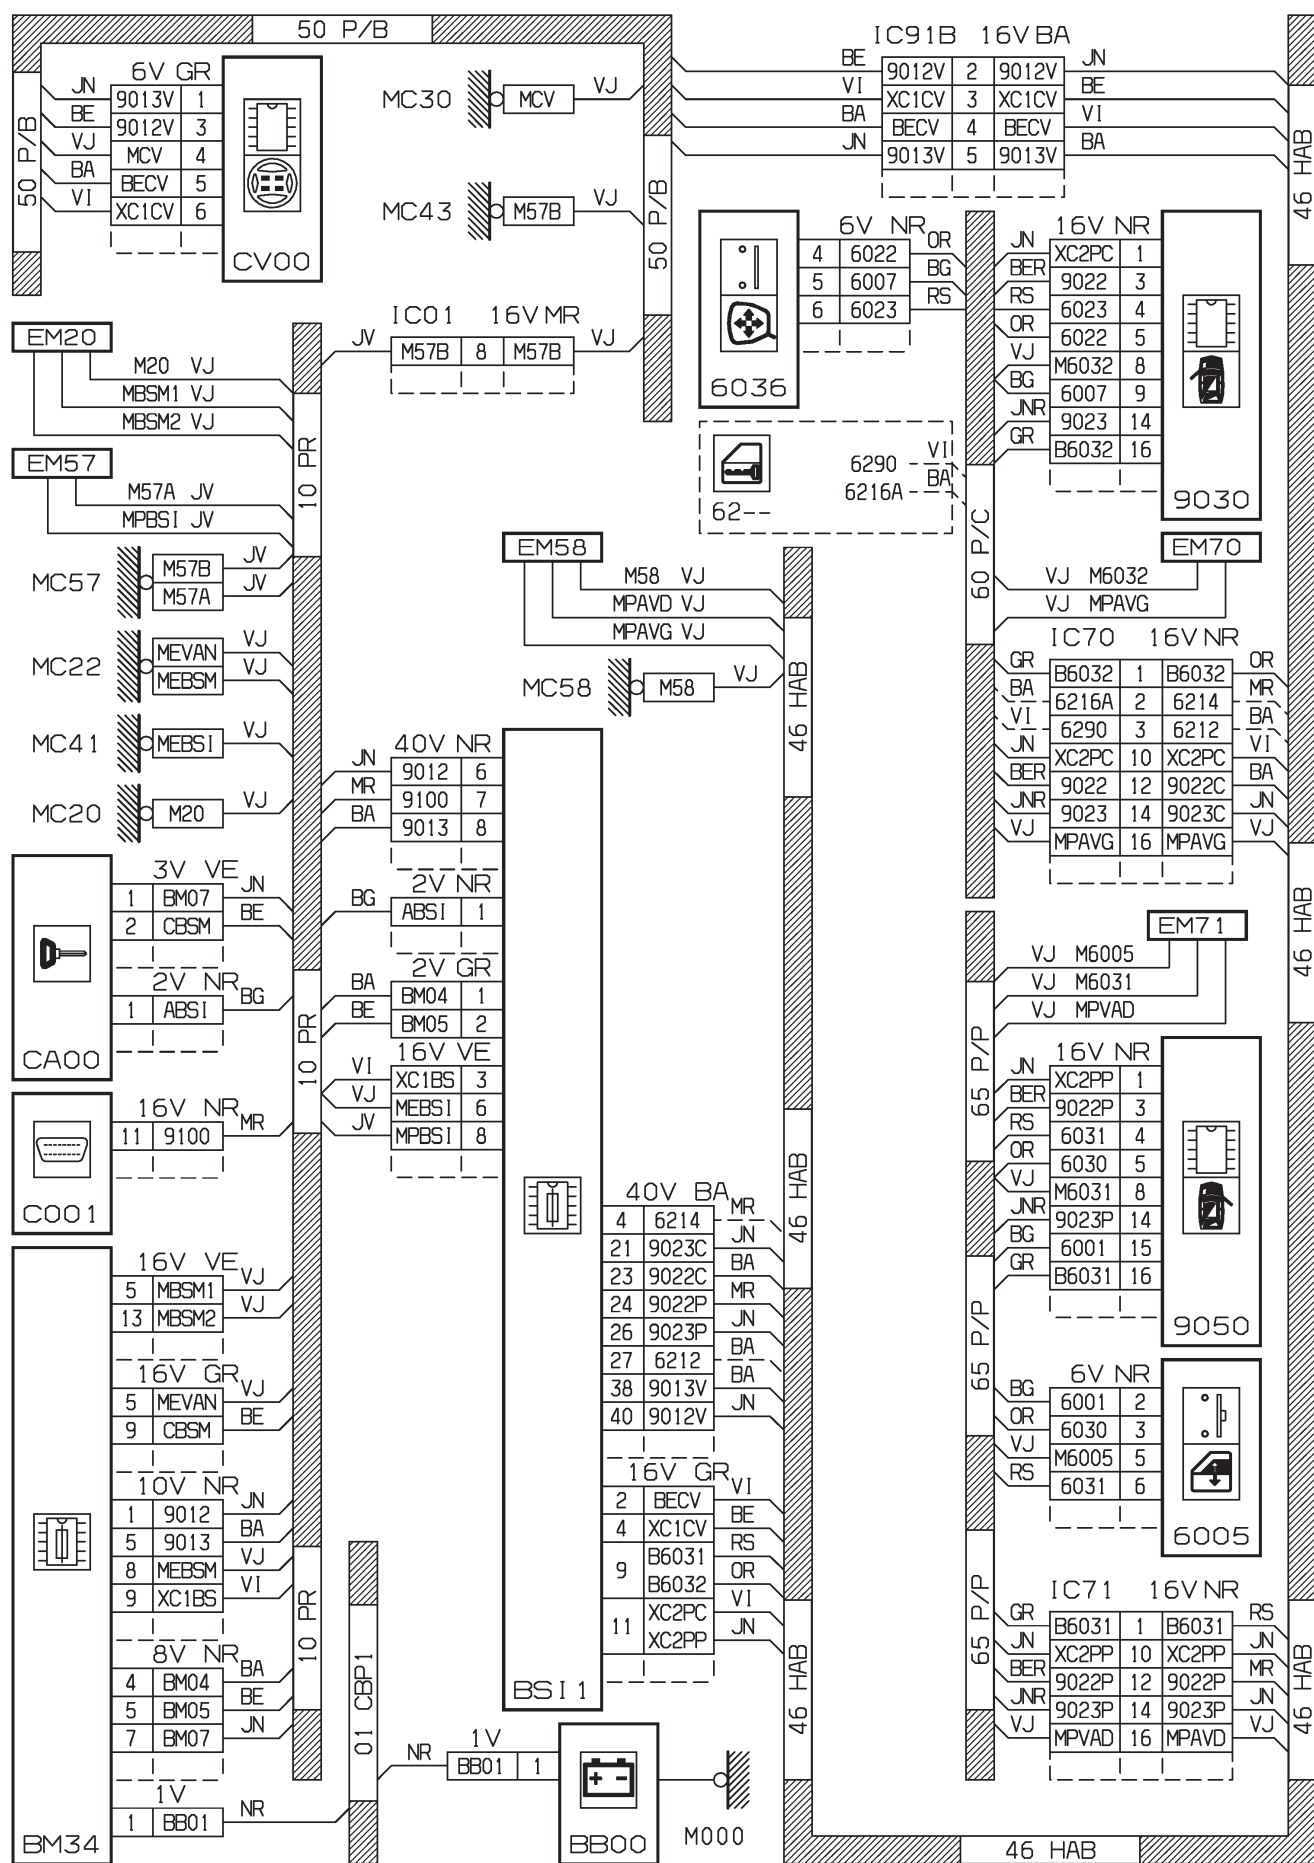 50 P/B
50 P/B
6V GR
JN 9013V 1
BE 9012V 3
VJ MCV 4
BA BECV 5
VI XC1CV 6
CV00
MC30 MCV VJ
MC43 M57B VJ
50 P/B
IC91B 16V BA
BE 9012V 2 9012V JN
VI XC1CV 3 XC1CV BE
BA BECV 4 BECV VI
JN 9013V 5 9013V BA
46 HAB
IC01 16V MR
JV M57B 8 M57B VJ
6V NR
4 6022 OR
5 6007 BG
6 6023 RS
6036
16V NR
JN XC2PC 1
BER 9022 3
RS 6023 4
OR 6022 5
VJ M6032 8
BG 6007 9
JNR 9023 14
GR B6032 16
9030
6290 VI
6216A BA
62--
60 P/C
EM20
M20 VJ
MBSM1 VJ
MBSM2 VJ
EM57
M57A JV
MPBSI JV
10 PR
MC57 M57B JV
M57A JV
MC22 MEVAN VJ
MEBSM VJ
MC41 MEBSI VJ
MC20 M20 VJ
EM58
M58 VJ
MPAVD VJ
MPAVG VJ
MC58 M58 VJ
46 HAB
EM70
VJ M6032
VJ MPAVG
IC70 16V NR
GR B6032 1 B6032 OR
BA 6216A 2 6214 MR
VI 6290 3 6212 BA
JN XC2PC 10 XC2PC VI
BER 9022 12 9022C BA
JNR 9023 14 9023C JN
VJ MPAVG 16 MPAVG VJ
46 HAB
3V VE
1 BM07 JN
2 CBSM BE
2V NR
1 ABSI BG
CA00
10 PR
16V NR
11 9100 MR
C001
40V NR
JN 9012 6
MR 9100 7
BA 9013 8
2V NR
BG ABSI 1
2V GR
BA BM04 1
BE BM05 2
16V VE
VI XC1BS 3
VJ MEBSI 6
JV MPBSI 8
40V BA
4 6214 MR
21 9023C JN
23 9022C BA
24 9022P MR
26 9023P JN
27 6212 BA
38 9013V BA
40 9012V JN
16V GR
2 BECV VI
4 XC1CV BE
9 B6031 RS
B6032 OR
11 XC2PC VI
XC2PP JN
BSI1
46 HAB
46 HAB
EM71
VJ M6005
VJ M6031
VJ MPVAD
65 P/P
16V NR
JN XC2PP 1
BER 9022P 3
RS 6031 4
OR 6030 5
VJ M6031 8
JNR 9023P 14
BG 6001 15
GR B6031 16
9050
65 P/P
6V NR
BG 6001 2
OR 6030 3
VJ M6005 5
RS 6031 6
6005
65 P/P
IC71 16V NR
GR B6031 1 B6031 RS
JN XC2PP 10 XC2PP JN
BER 9022P 12 9022P MR
JNR 9023P 14 9023P JN
VJ MPVAD 16 MPAVD VJ
46 HAB
16V VE
5 MBSM1 VJ
13 MBSM2 VJ
16V GR
5 MEVAN VJ
9 CBSM BE
10V NR
1 9012 JN
5 9013 BA
8 MEBSM VJ
9 XC1BS VI
8V NR
4 BM04 BA
5 BM05 BE
7 BM07 JN
1V
1 BB01 NR
BM34
10 PR
01 CBP1
1V
NR BB01 1
BB00
M000
46 HAB